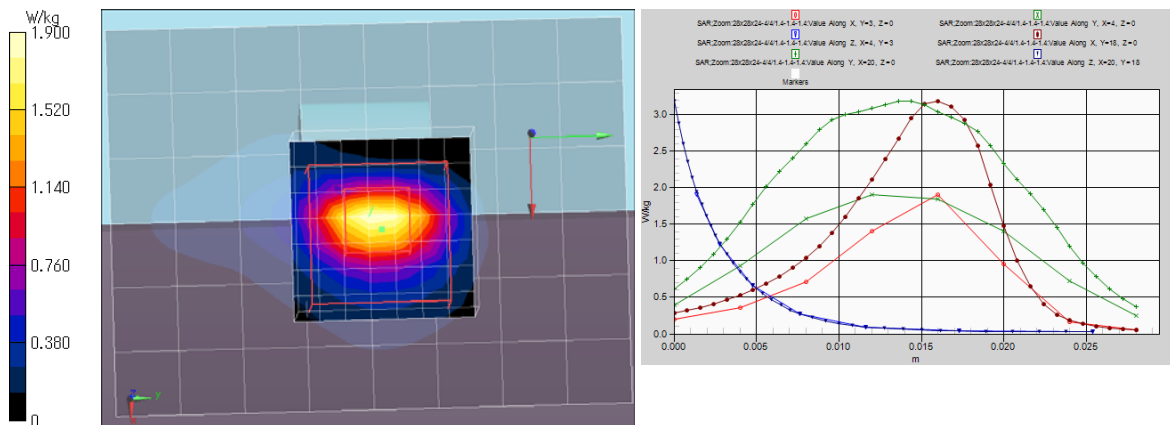 W/kg
1.900
1.520
1.140
0.760
0.380
0
Z
Y
X
SAR;Zoom:28x28x24-4/4/1.4-1.4-1.4:Value Along X, Y=3, Z=0
SAR;Zoom:28x28x24-4/4/1.4-1.4-1.4:Value Along Y, X=4, Z=0
SAR;Zoom:28x28x24-4/4/1.4-1.4-1.4:Value Along Z, X=4, Y=3
SAR;Zoom:28x28x24-4/4/1.4-1.4-1.4:Value Along X, Y=18, Z=0
SAR;Zoom:28x28x24-4/4/1.4-1.4-1.4:Value Along Y, X=20, Z=0
SAR;Zoom:28x28x24-4/4/1.4-1.4-1.4:Value Along Z, X=20, Y=18
Markers
W/kg
3.0
2.5
2.0
1.5
1.0
0.5
0.0
0.000
0.005
0.010
0.015
0.020
0.025
m